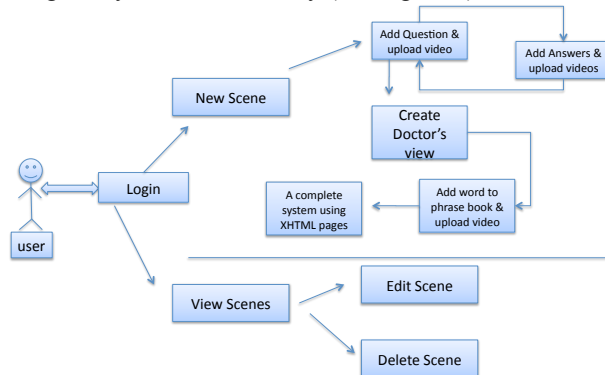 Add Question &
upload video
Add Answers &
upload videos
New Scene
Create
Doctor's
view
Login
A complete
system using
XHTML pages
Add word to
phrase book &
upload video
user
View Scenes
Edit Scene
Delete Scene